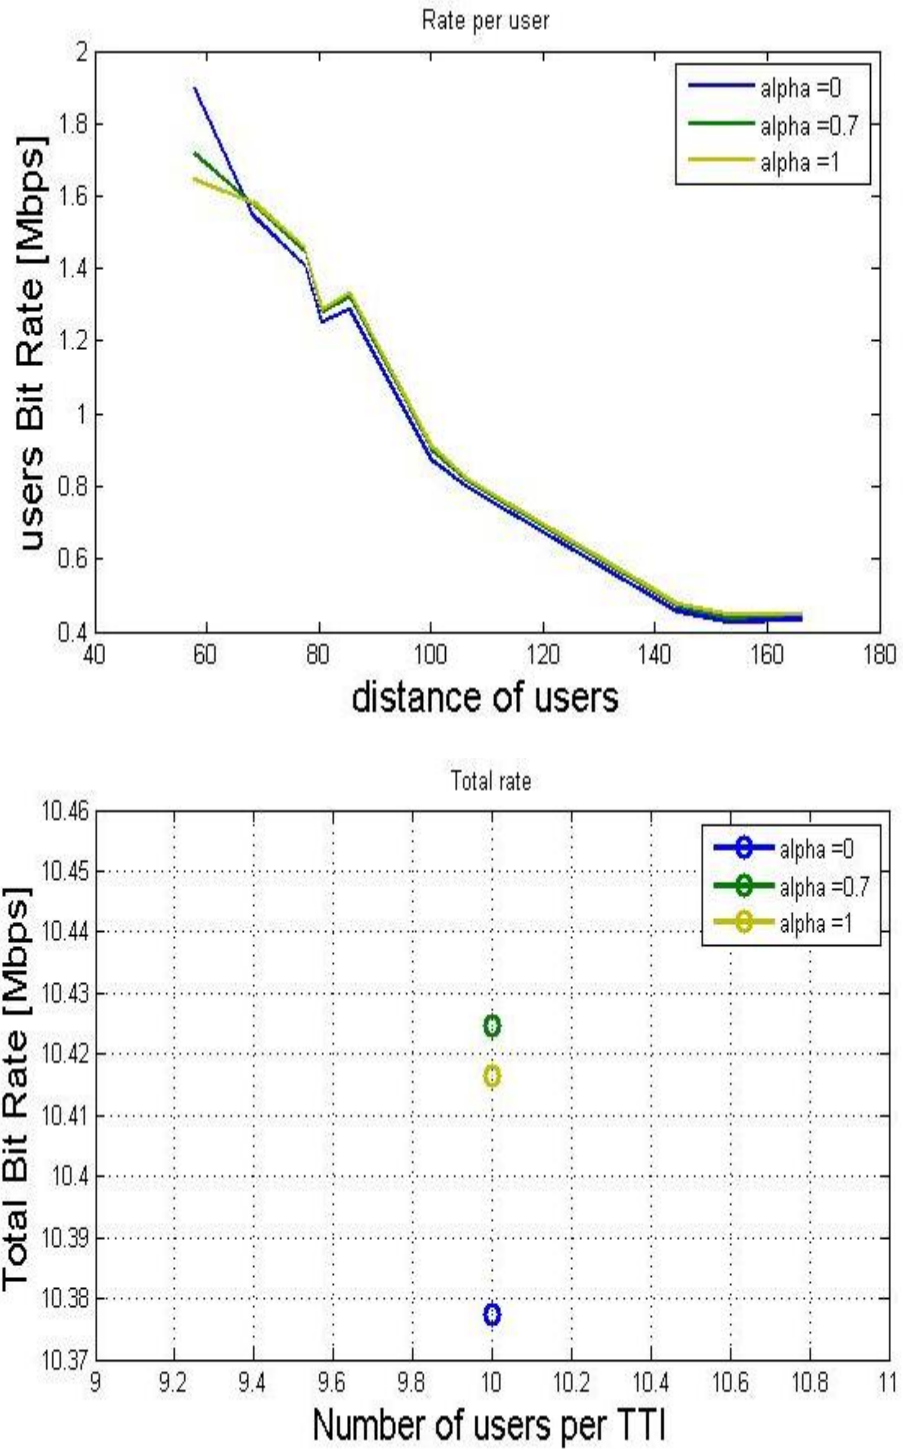 Rate per user
2
1.8
1.6
1.4
1.2
1
0.8
0.6
0.4
users Bit Rate [Mbps]
alpha =0
alpha =0.7
alpha =1
40 60 80 100 120 140 160 180
distance of users
Total rate
10.46
10.45
10.44
10.43
10.42
10.41
10.4
10.39
10.38
10.37
Total Bit Rate [Mbps]
alpha =0
alpha =0.7
alpha =1
9 9.2 9.4 9.6 9.8 10 10.2 10.4 10.6 10.8 11
Number of users per TTI